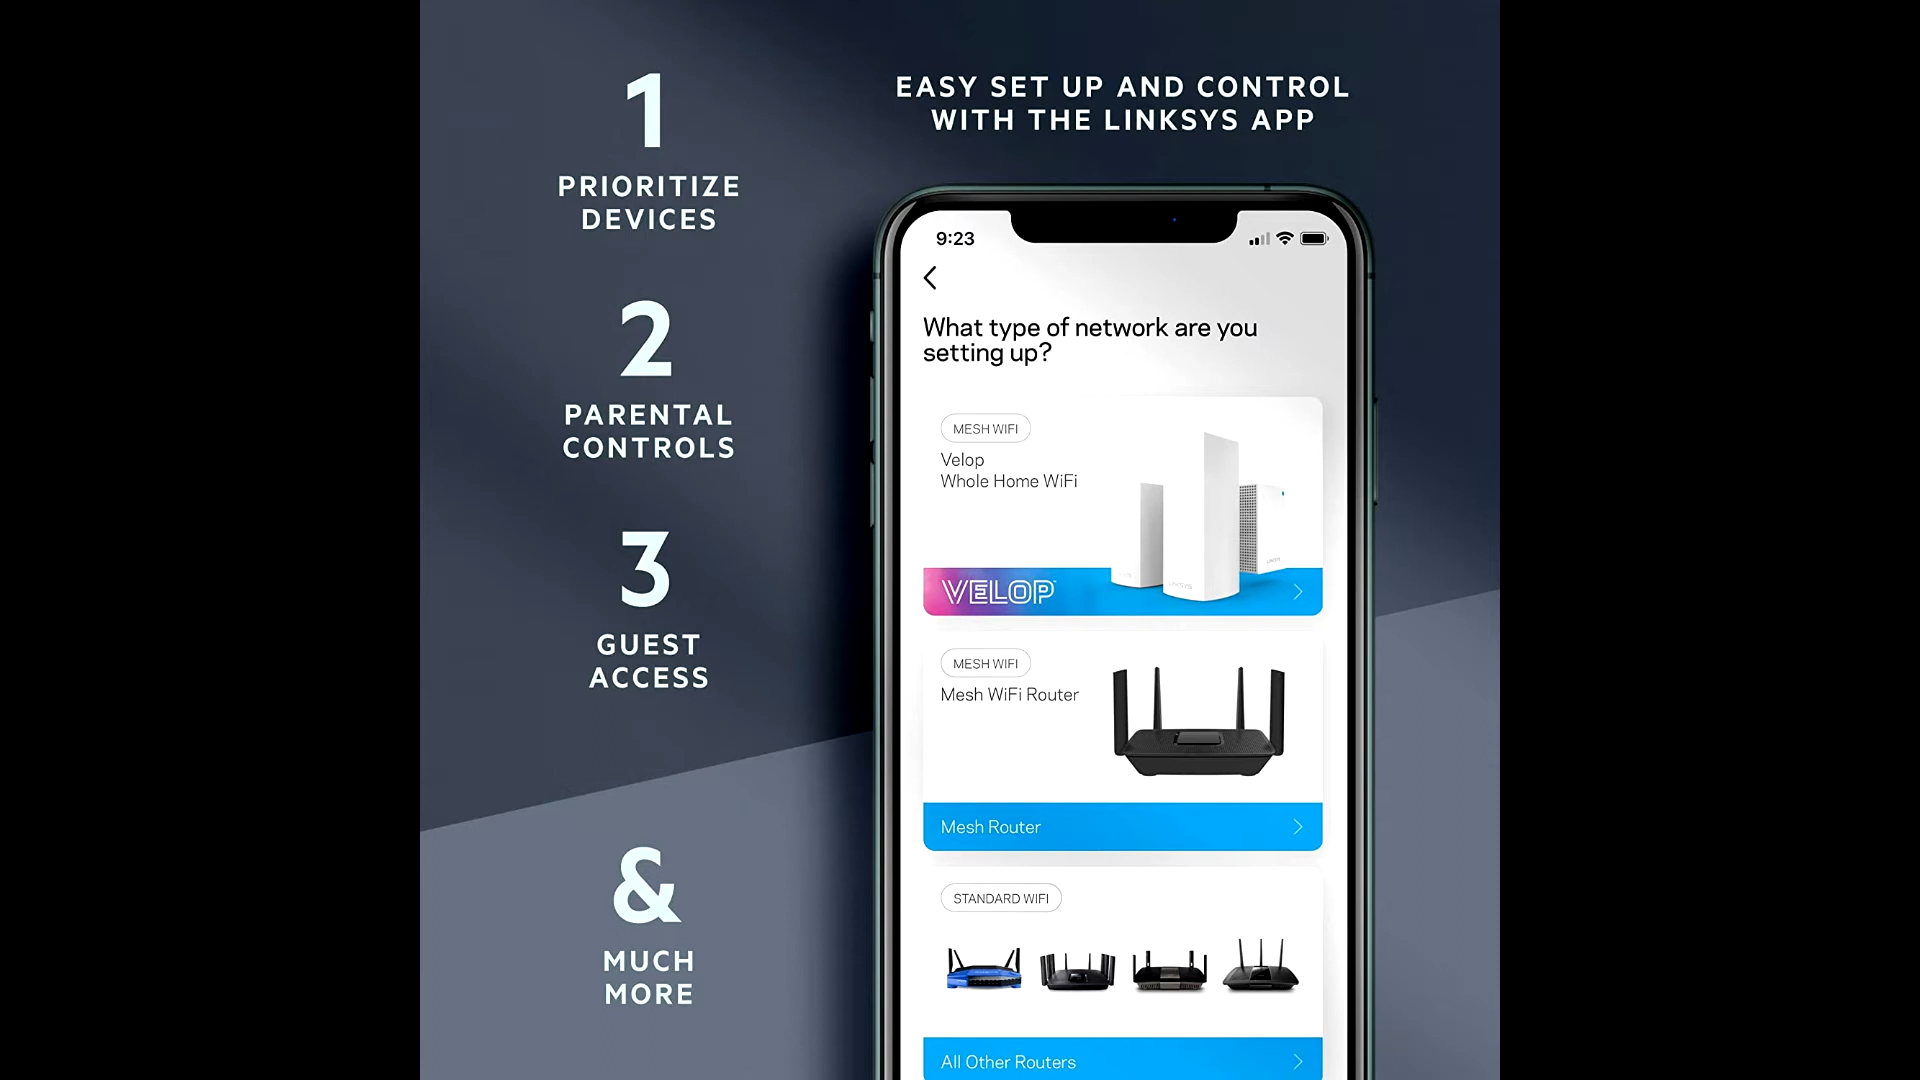 1
PRIORITIZE
DEVICES
2
PARENTAL
CONTROLS
3
GUEST
ACCESS
&
MUCH
MORE
EASY SET UP AND CONTROL
WITH THE LINKSYS APP
9:23
What type of network are you
setting up?
MESH WIFI
Velop
Whole Home WiFi
VELOP
MESH WIFI
Mesh WiFi Router
Mesh Router
STANDARD WIFI
All Other Routers